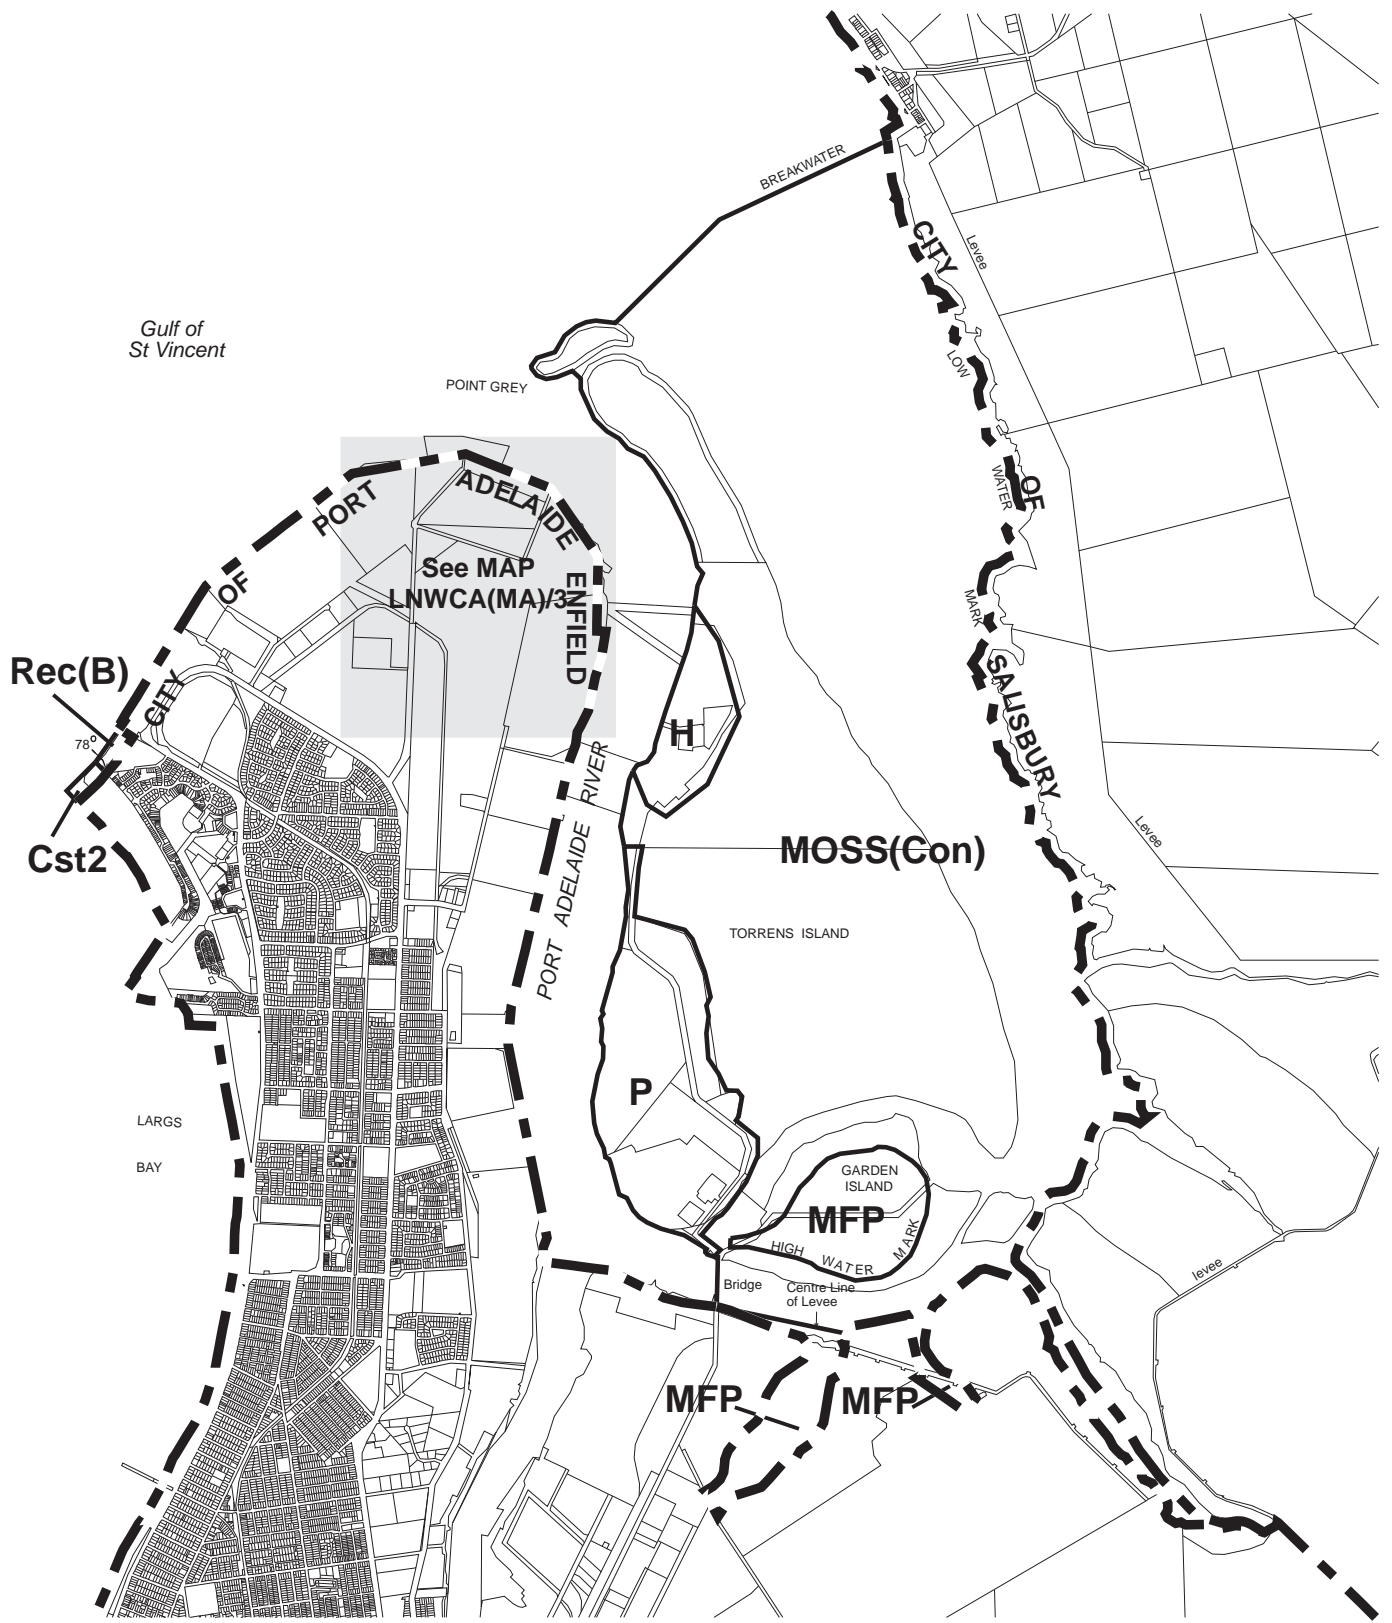 BREAKWATER
CITY
Levee
Gulf of
St Vincent
LOW
POINT GREY
WATER
OF
PORT
ADELAIDE
See MAP
LNWCA(MA)/3
ENFIELD
OF
MARK
Rec(B)
CITY
SALISBURY
78°
H
PORT ADELAIDE RIVER
Levee
Cst2
MOSS(Con)
TORRENS ISLAND
P
LARGS
BAY
GARDEN
ISLAND
MFP
HIGH WATER MARK
levee
Bridge
Centre Line
of Levee
MFP
MFP